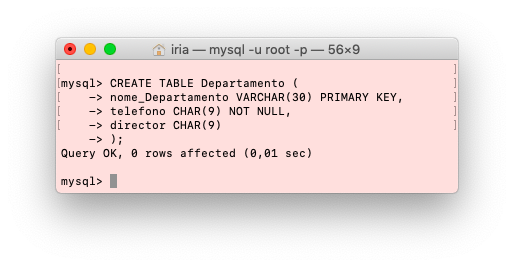 iria — mysql -u root -p — 56×9
mysql> CREATE TABLE Departamento (
    -> nome_Departamento VARCHAR(30) PRIMARY KEY,
    -> telefono CHAR(9) NOT NULL,
    -> director CHAR(9)
    -> );
Query OK, 0 rows affected (0,01 sec)
mysql>